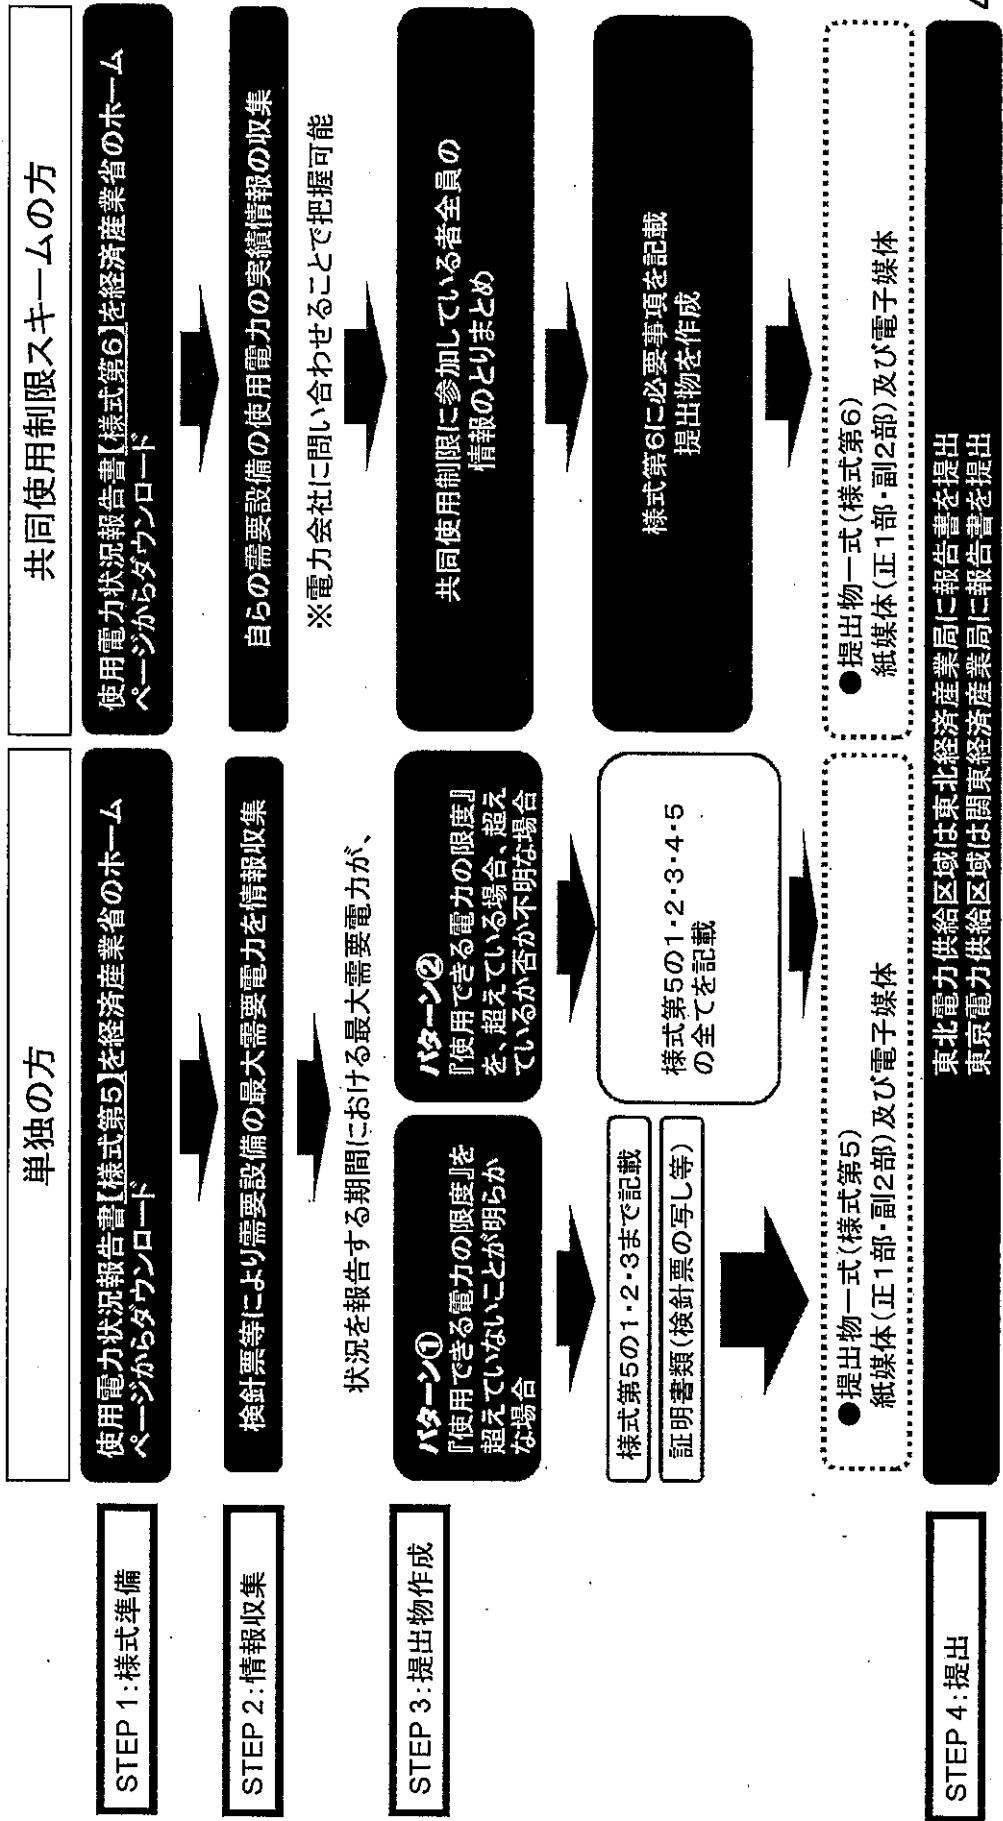 単独の方
共同使用制限スキームの方
STEP 1:様式準備
使用電力状況報告書【様式第5】を経済産業省のホーム
ページからダウンロード
使用電力状況報告書【様式第6】を経済産業省のホーム
ページからダウンロード
STEP 2:情報収集
検針票等により需要設備の最大需要電力を情報収集
自らの需要設備の使用電力の実績情報の収集
※電力会社に問い合わせることで把握可能
状況を報告する期間における最大需要電力が、
STEP 3:提出物作成
パターン①
『使用できる電力の限度』を
超えていないことが明らか
な場合
パターン②
『使用できる電力の限度』
を、超えている場合、超え
ているか否か不明な場合
共同使用制限に参加している者全員の
情報のとりまとめ
様式第5の1・2・3まで記載
証明書類(検針票の写し等)
様式第5の1・2・3・4・5
の全てを記載
様式第6に必要事項を記載
提出物を作成
●提出物一式(様式第5)
紙媒体(正1部・副2部)及び電子媒体
●提出物一式(様式第6)
紙媒体(正1部・副2部)及び電子媒体
STEP 4:提出
東北電力供給区域は東北経済産業局に報告書を提出
東京電力供給区域は関東経済産業局に報告書を提出